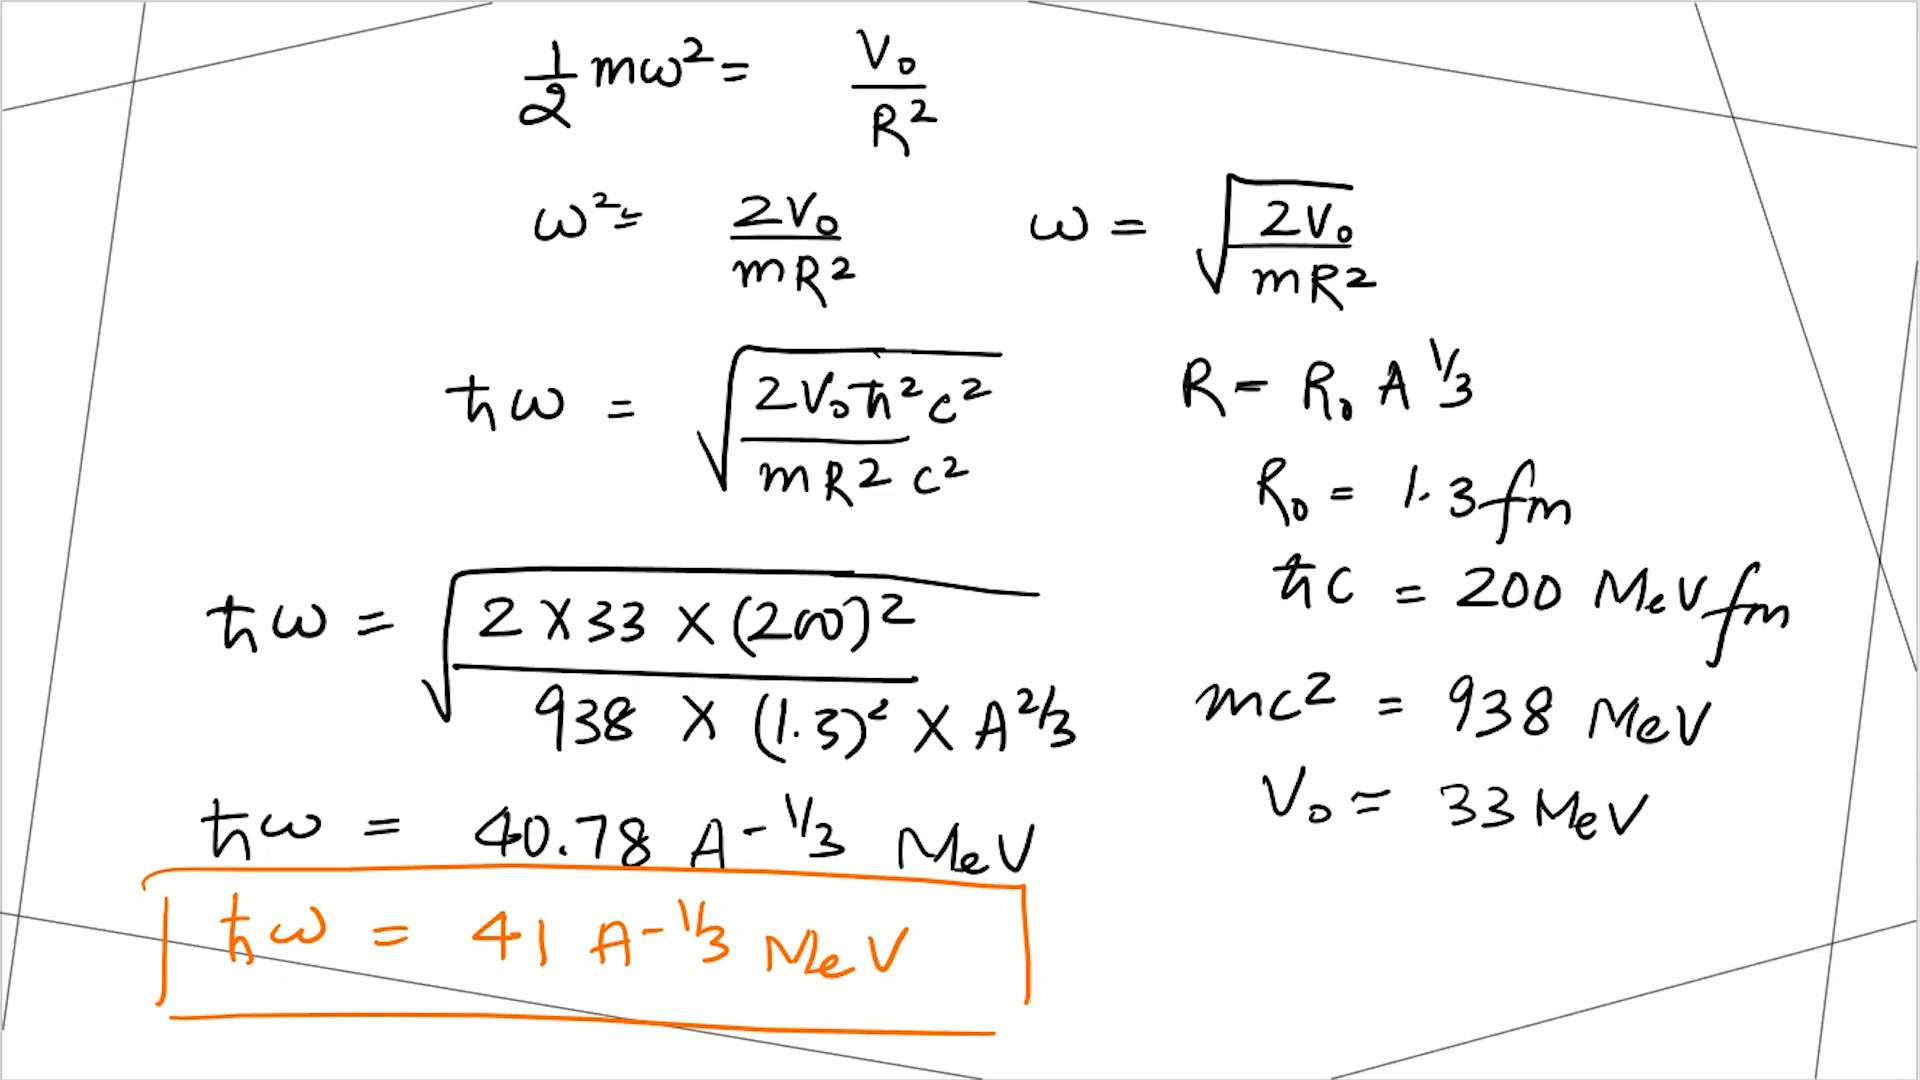 ½ mω² = V₀/R²
ω² = 2V₀/mR² ω = √(2V₀/mR²)
ħω = √(2V₀ħ²c²/mR²c²) R = R₀ A^1/3
R₀ = 1.3 fm
ħc = 200 MeV fm
ħω = √(2 X 33 X (200)²/938 X (1.3)² X A^2/3)
mc² = 938 MeV
V₀ = 33 MeV
ħω = 40.78 A^-1/3 MeV
ħω = 41 A^-1/3 MeV